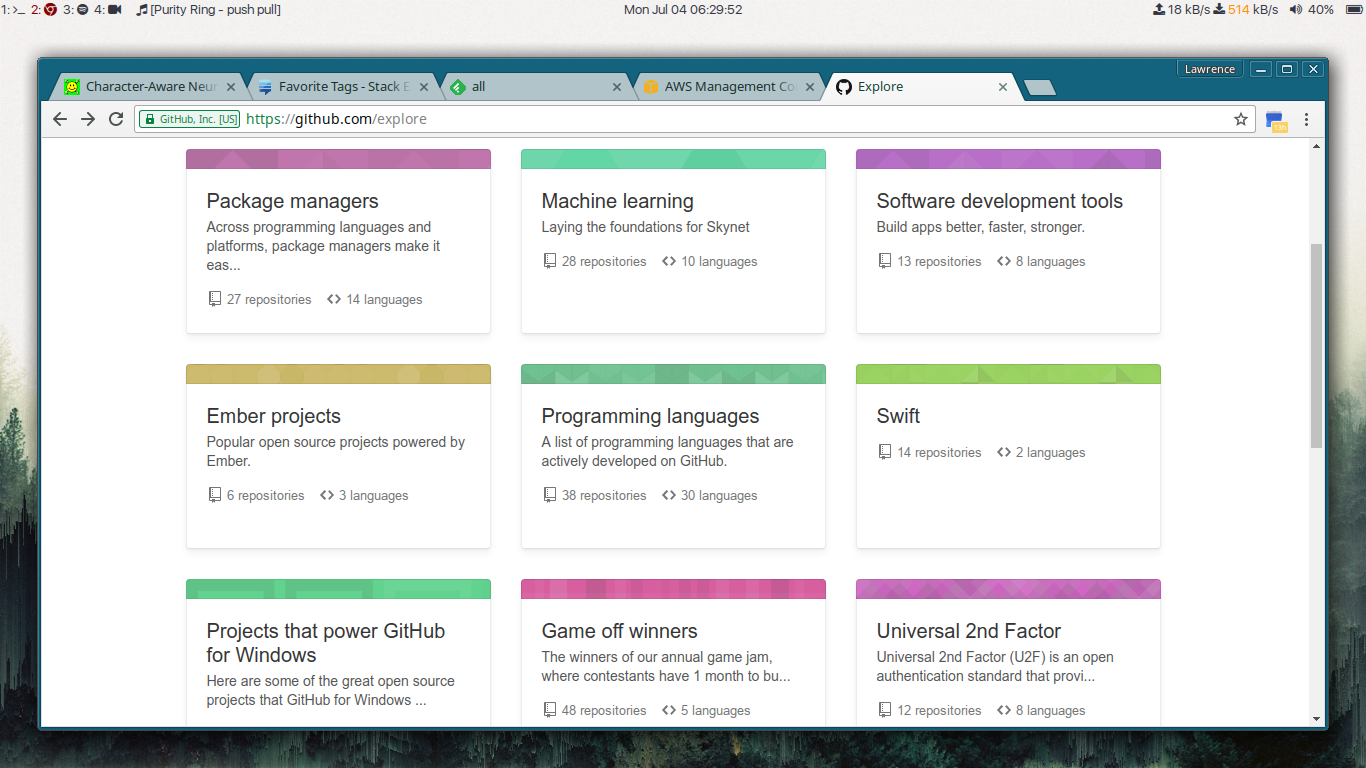 1: >_ 2: 3: 4: [Purity Ring - push pull] Mon Jul 04 06:29:52 18 kB/s 514 kB/s 40%
Lawrence
Character-Aware Neur Favorite Tags - Stack E all AWS Management Co Explore
GitHub, Inc. [US] https://github.com/explore
Package managers
Across programming languages and
platforms, package managers make it
eas...
27 repositories 14 languages
Machine learning
Laying the foundations for Skynet
28 repositories 10 languages
Software development tools
Build apps better, faster, stronger.
13 repositories 8 languages
Ember projects
Popular open source projects powered by
Ember.
6 repositories 3 languages
Programming languages
A list of programming languages that are
actively developed on GitHub.
38 repositories 30 languages
Swift
14 repositories 2 languages
Projects that power GitHub
for Windows
Here are some of the great open source
projects that GitHub for Windows ...
Game off winners
The winners of our annual game jam,
where contestants have 1 month to bu...
48 repositories 5 languages
Universal 2nd Factor
Universal 2nd Factor (U2F) is an open
authentication standard that provi...
12 repositories 8 languages